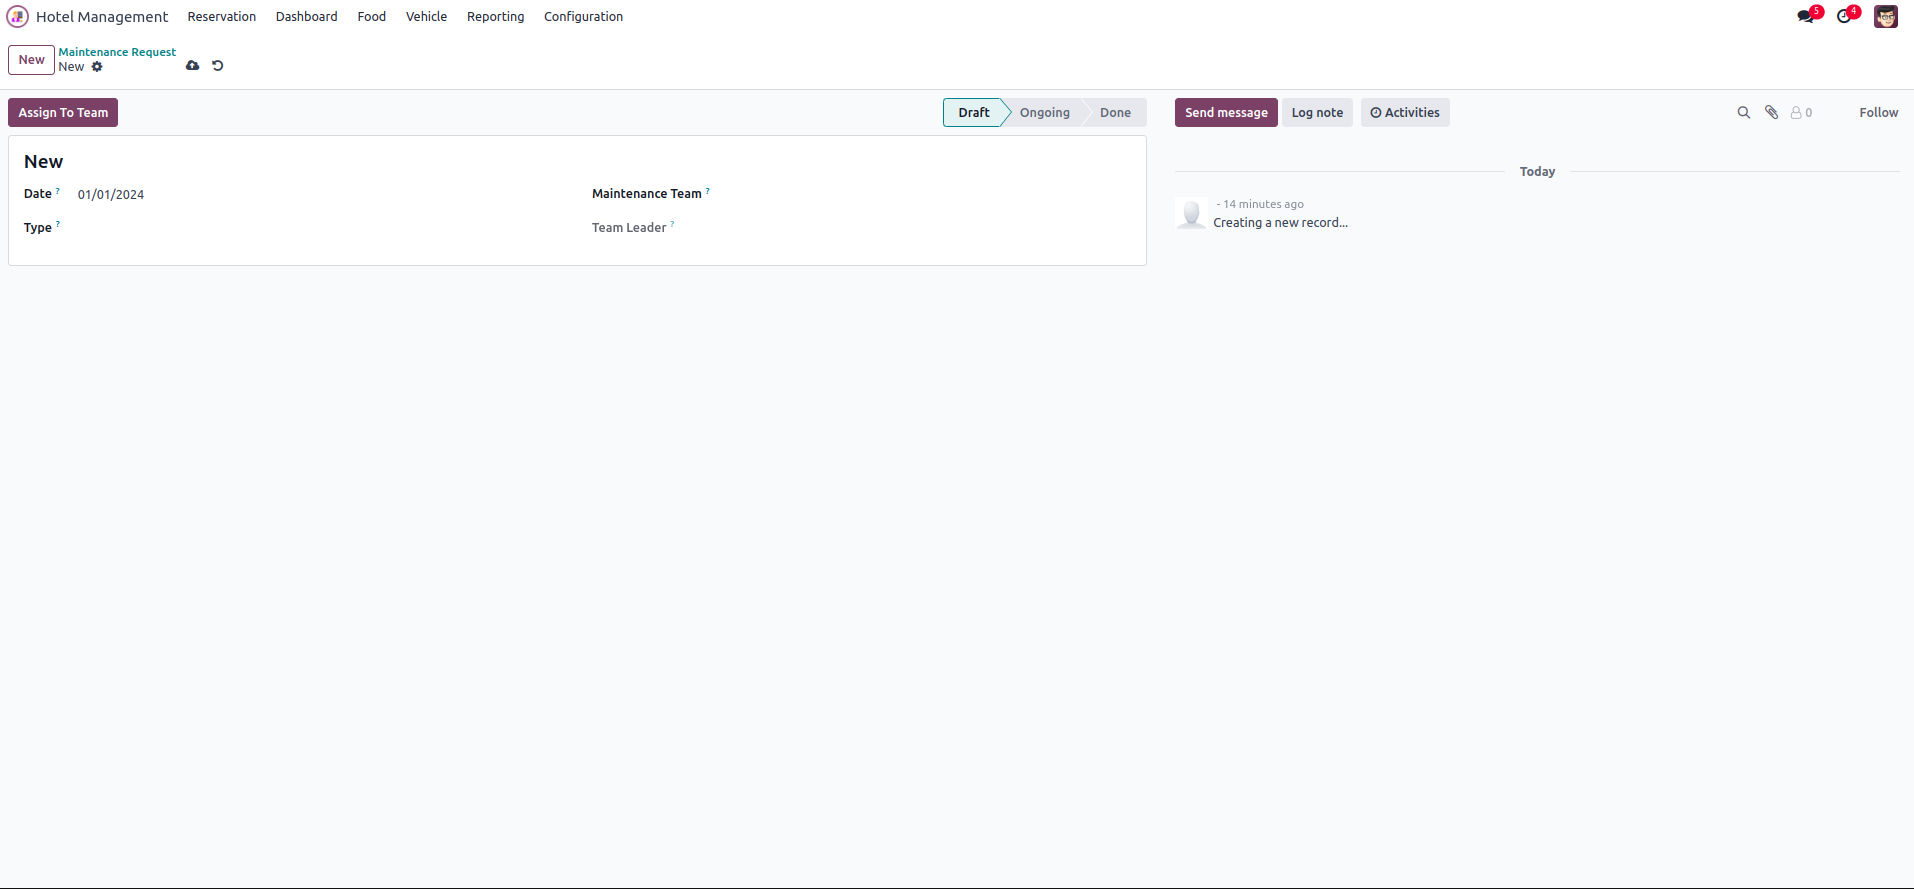 Hotel Management Reservation Dashboard Food Vehicle Reporting Configuration 5 4
New Maintenance Request
New
Assign To Team Draft Ongoing Done Send message Log note Activities 0 Follow
New
Today
Date ? 01/01/2024 Maintenance Team ?
- 14 minutes ago
Creating a new record...
Type ? Team Leader ?